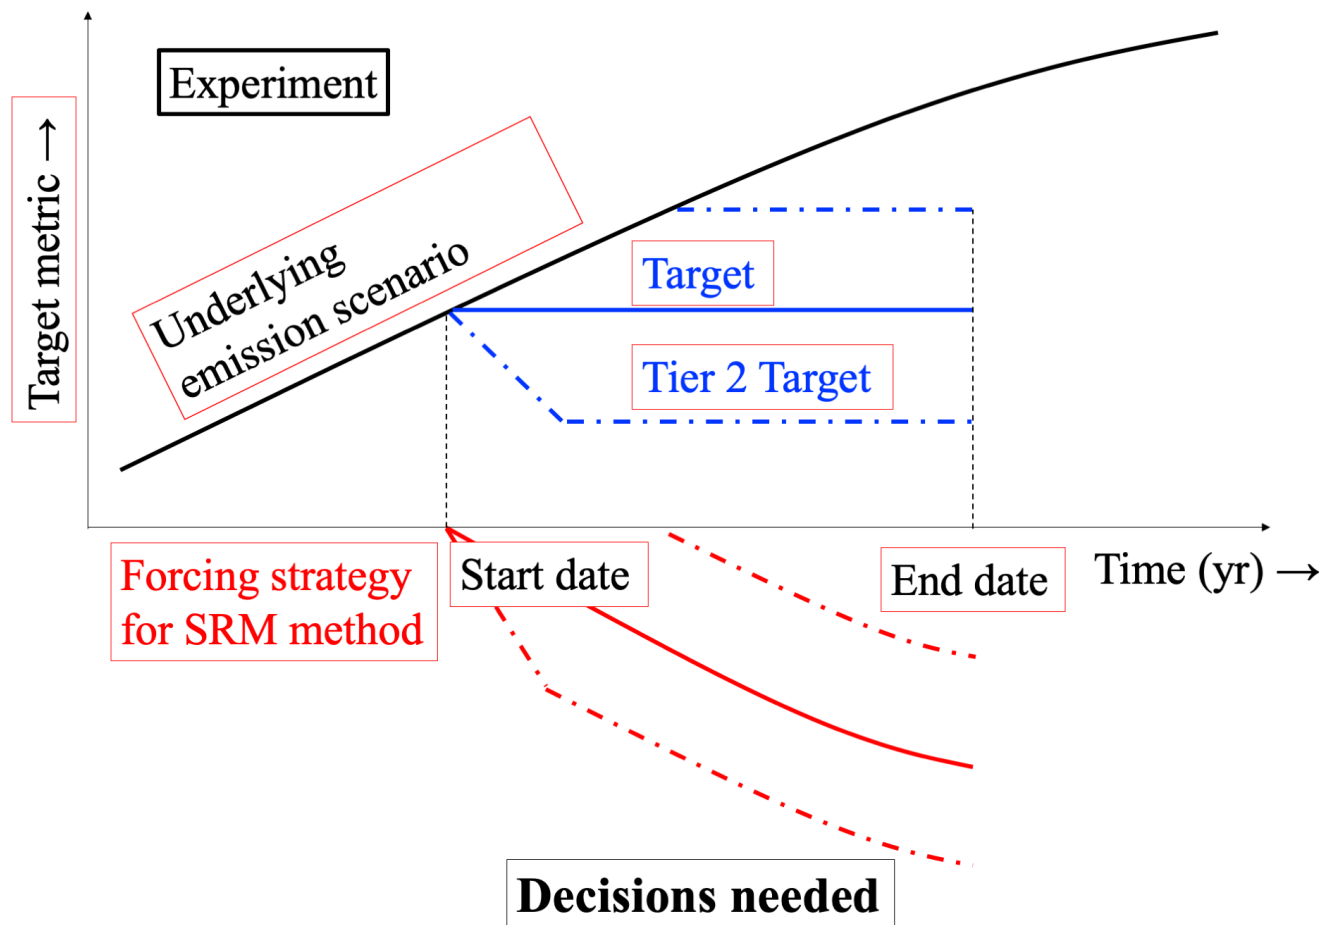 Experiment
Target metric →
Underlying
emission scenario
Target
Tier 2 Target
Forcing strategy
for SRM method
Start date
End date
Time (yr) →
Decisions needed